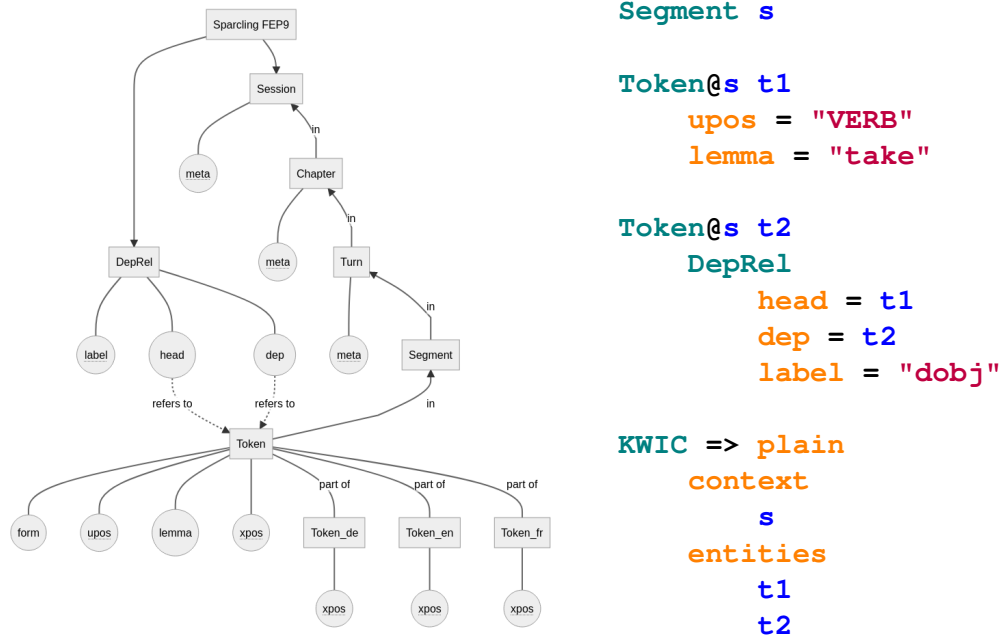 Sparcling FEP9
Session
in
meta
Chapter
in
DepRel
meta
Turn
in
label
head
dep
meta
Segment
refers to
refers to
in
Token
part of
part of
part of
form
upos
lemma
xpos
Token_de
Token_en
Token_fr
xpos
xpos
xpos
Segment s
Token@s t1
upos = "VERB"
lemma = "take"
Token@s t2
DepRel
head = t1
dep = t2
label = "dobj"
KWIC => plain
context
s
entities
t1
t2